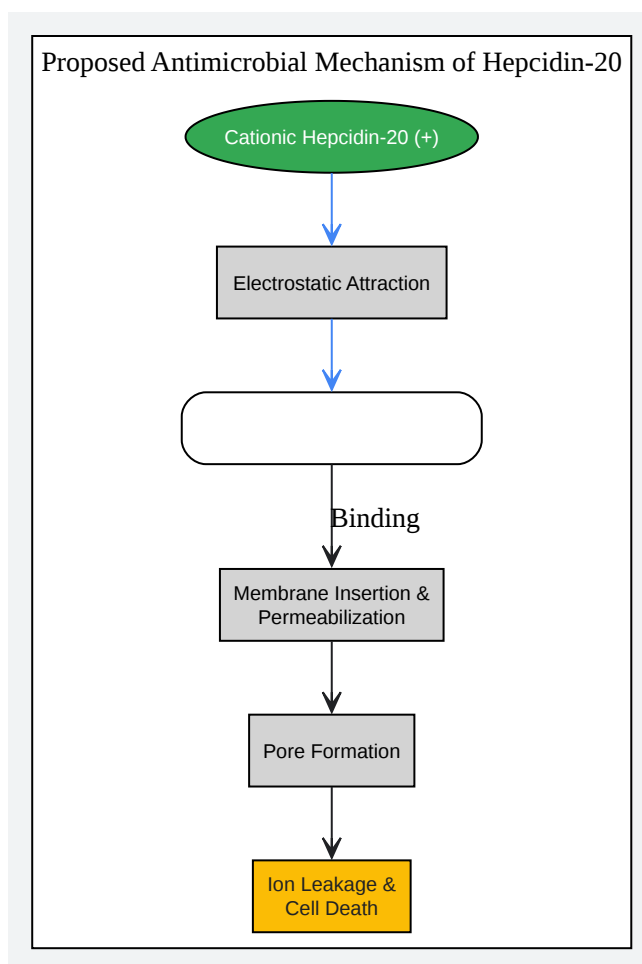 Proposed Antimicrobial Mechanism of Hepcidin-20
Cationic Hepcidin-20 (+)
Electrostatic Attraction
Binding
Membrane Insertion &
Permeabilization
Pore Formation
Ion Leakage &
Cell Death